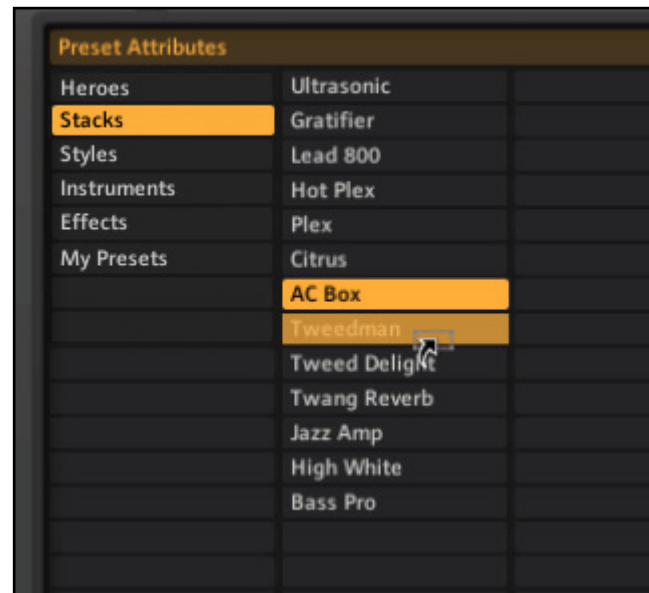 Preset Attributes
Heroes
Stacks
Styles
Instruments
Effects
My Presets
Ultrasonic
Gratifier
Lead 800
Hot Plex
Plex
Citrus
AC Box
Tweedman
Tweed Delight
Twang Reverb
Jazz Amp
High White
Bass Pro